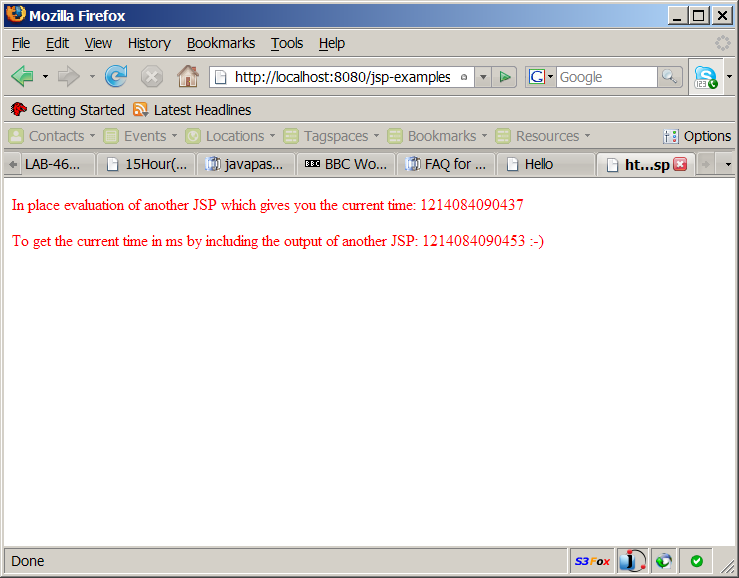 Mozilla Firefox
File Edit View History Bookmarks Tools Help
http://localhost:8080/jsp-examples Google
Getting Started Latest Headlines
Contacts Events Locations Tagspaces Bookmarks Resources Options
LAB-46... 15Hour(... javapas... BBC BBC Wo... FAQ for ... Hello ht...sp
In place evaluation of another JSP which gives you the current time: 1214084090437
To get the current time in ms by including the output of another JSP: 1214084090453 :-)
Done S3Fox